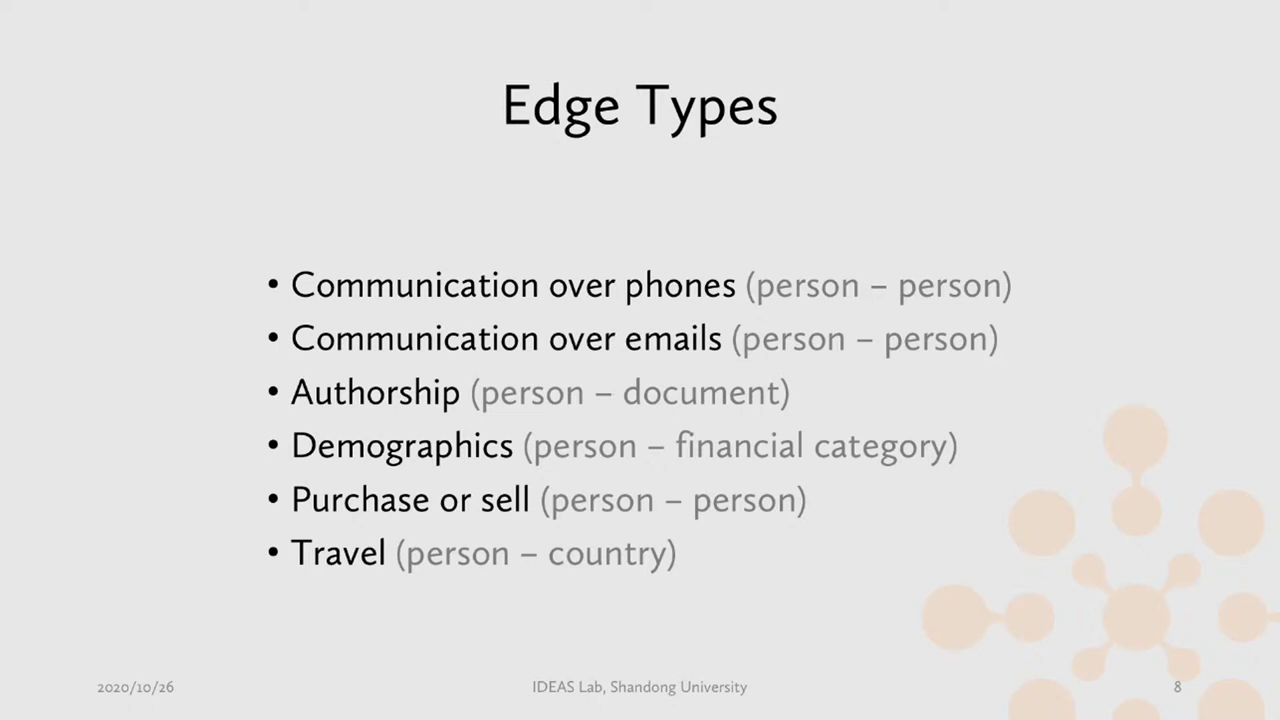 Edge Types
• Communication over phones (person – person)
• Communication over emails (person – person)
• Authorship (person – document)
• Demographics (person – financial category)
• Purchase or sell (person – person)
• Travel (person – country)
2020/10/26
IDEAS Lab, Shandong University
8